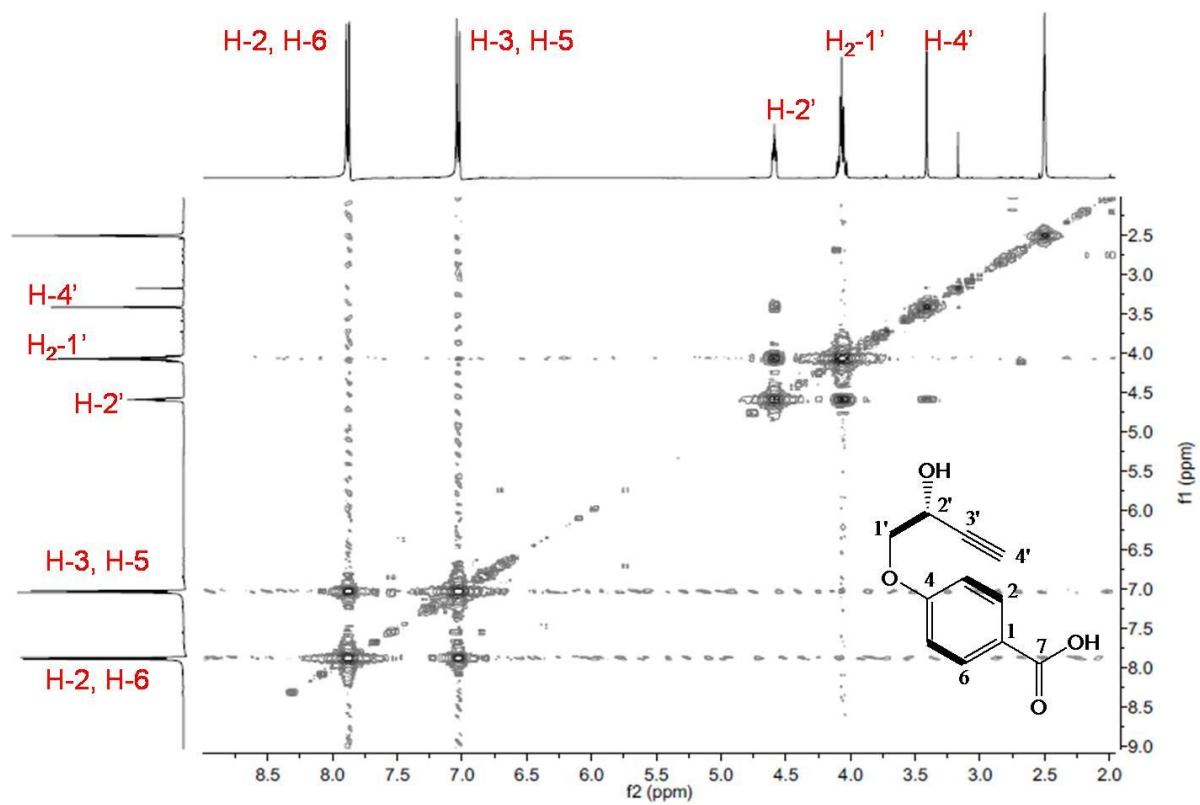 H-2, H-6
H-3, H-5
H₂-1’
H-4’
H-2’
H-4’
H₂-1’
H-2’
H-3, H-5
H-2, H-6
2.5
3.0
3.5
4.0
4.5
5.0
5.5
6.0
6.5
7.0
7.5
8.0
8.5
9.0
f1 (ppm)
OH
2'
3'
1'
4'
O
4
2
1
7
OH
6
O
8.5 8.0 7.5 7.0 6.5 6.0 5.5 5.0 4.5 4.0 3.5 3.0 2.5 2.0
f2 (ppm)